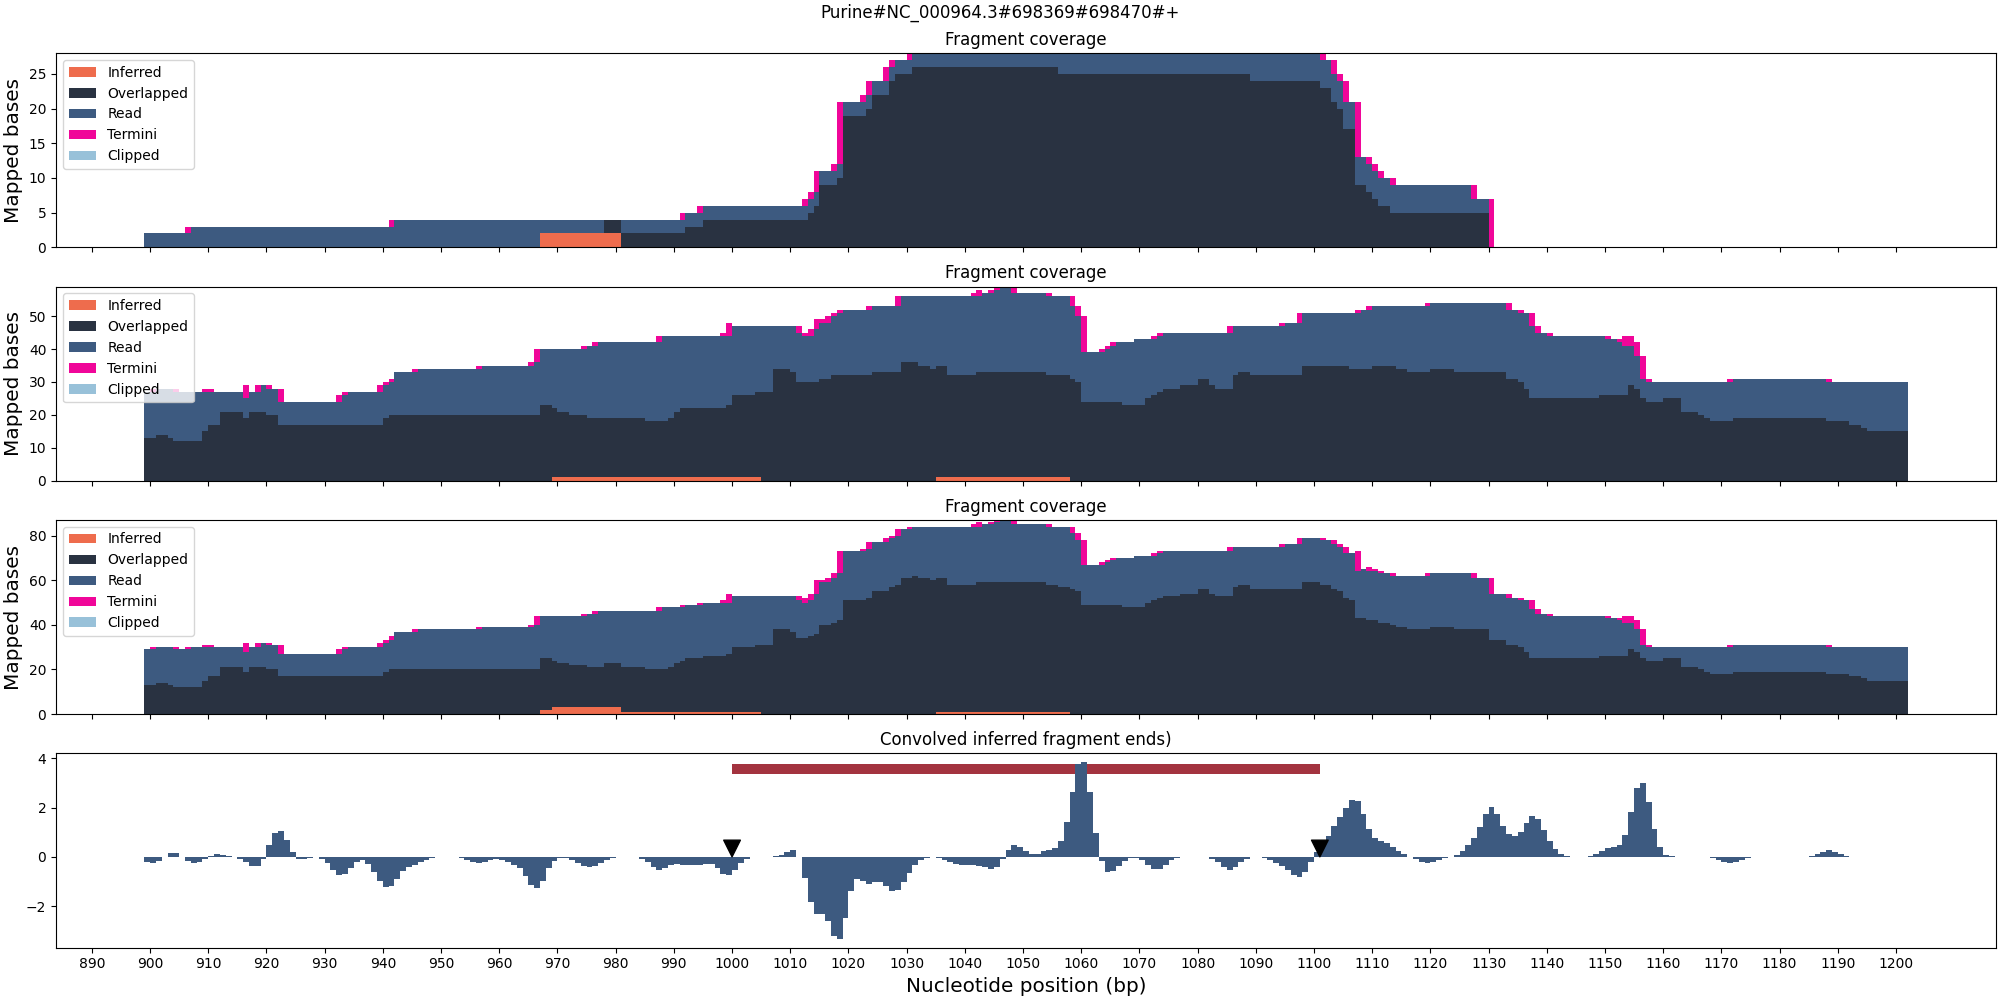 Purine#NC_000964.3#698369#698470#+
Fragment coverage
Mapped bases
25
20
15
10
5
0
Inferred
Overlapped
Read
Termini
Clipped
Fragment coverage
Mapped bases
50
40
30
20
10
0
Inferred
Overlapped
Read
Termini
Clipped
Fragment coverage
Mapped bases
80
60
40
20
0
Inferred
Overlapped
Read
Termini
Clipped
Convolved inferred fragment ends)
4
2
0
−2
890 900 910 920 930 940 950 960 970 980 990 1000 1010 1020 1030 1040 1050 1060 1070 1080 1090 1100 1110 1120 1130 1140 1150 1160 1170 1180 1190 1200
Nucleotide position (bp)